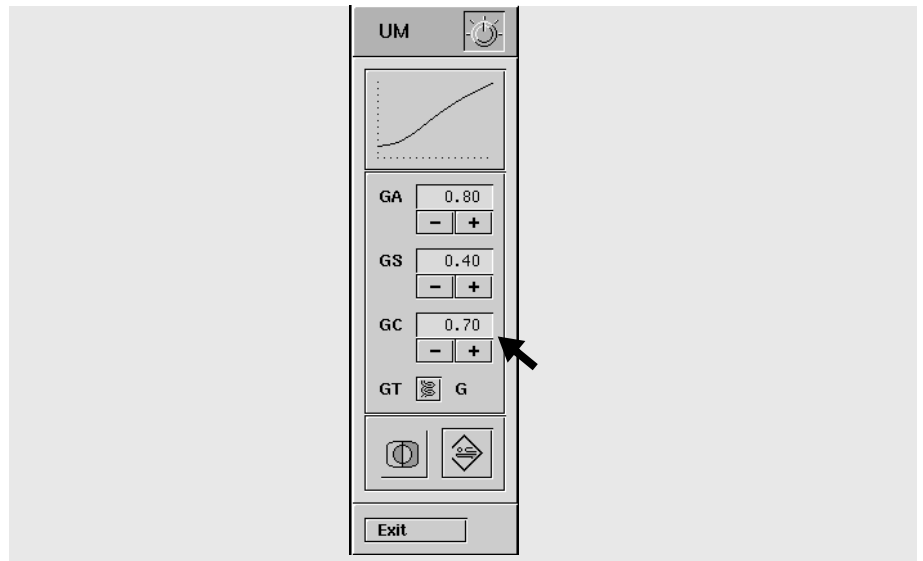 UM
GA 0.80
- +
GS 0.40
- +
GC 0.70
- +
GT G
Exit